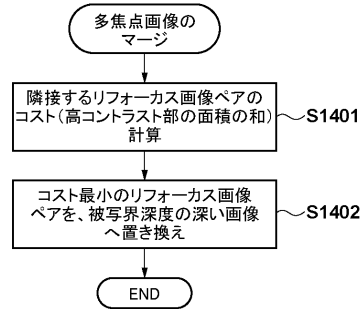 多焦点画像の
マージ
隣接するリフォーカス画像ペアの
コスト(高コントラスト部の面積の和)
計算
S1401
コスト最小のリフォーカス画像
ペアを、被写界深度の深い画像
へ置き換え
S1402
END